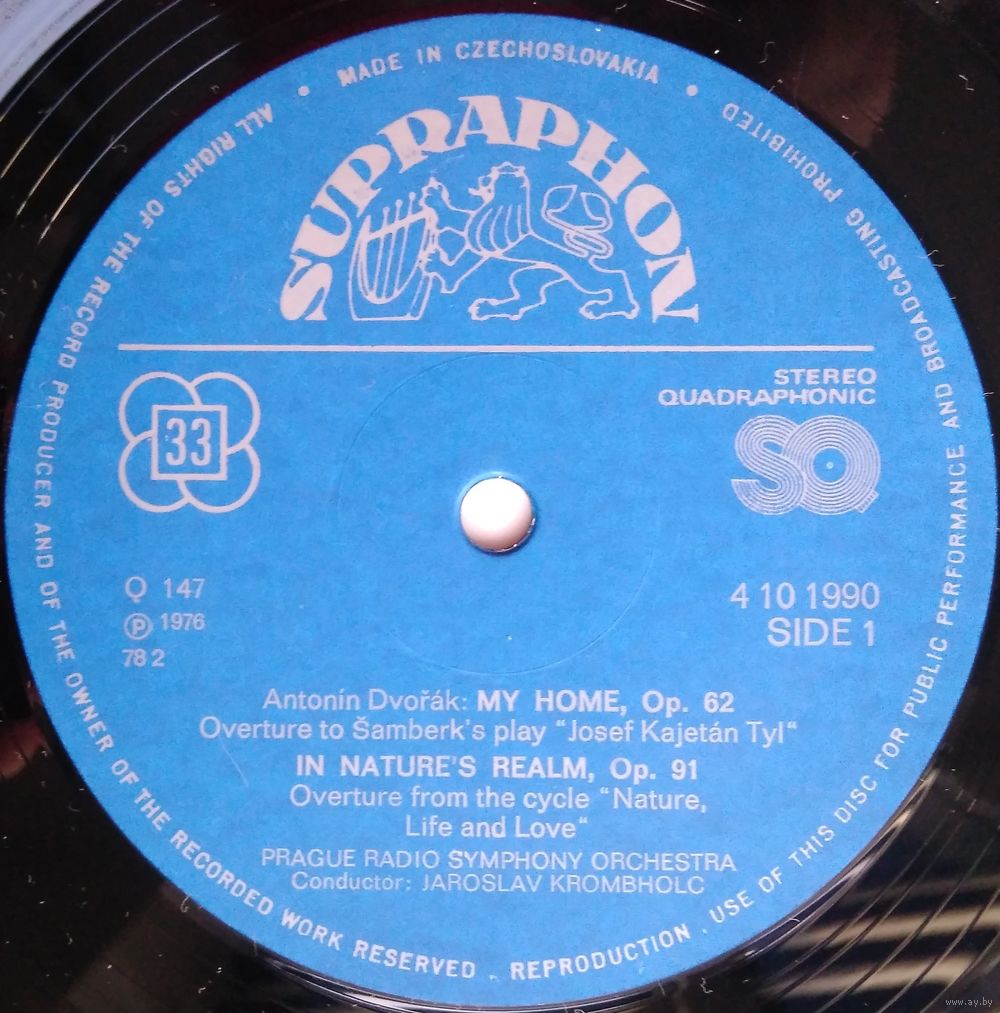 MADE IN CZECHOSLOVAKIA
ALL RIGHTS OF THE RECORD PRODUCER AND OF THE OWNER OF THE RECORDED WORK RESERVED . REPRODUCTION . USE OF THIS DISC FOR PUBLIC PERFORMANCE AND BROADCASTING PROHIBITED
SUPRAPHON
33
STEREO
QUADRAPHONIC
SQ
Q 147
Ⓟ 1976
78 2
4 10 1990
SIDE 1
Antonín Dvořák: MY HOME, Op. 62
Overture to Šamberk's play "Josef Kajetán Tyl“
IN NATURE'S REALM, Op. 91
Overture from the cycle "Nature,
Life and Love“
PRAGUE RADIO SYMPHONY ORCHESTRA
Conductor: JAROSLAV KROMBHOLC
www.ay.by